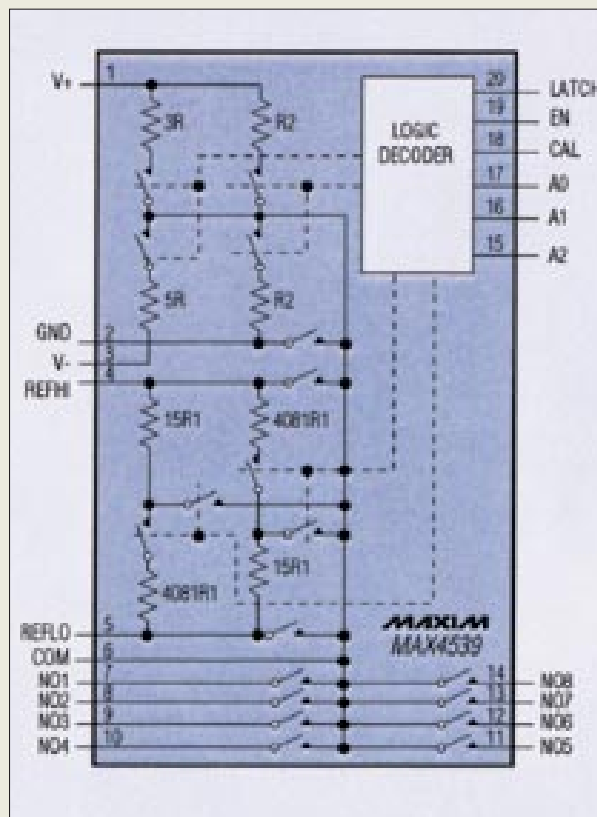 V+
1
3R
R2
LOGIC
DECODER
20
LATCH
19
EN
18
CAL
17
A0
16
A1
15
A2
5R
R2
GND
2
V-
3
REFHI
4
15R1
4081R1
4081R1
15R1
REFLO
5
COM
6
MAXIM
MAX4539
NO1
7
14
NO8
NO2
8
13
NO7
NO3
9
12
NO6
NO4
10
11
NO5